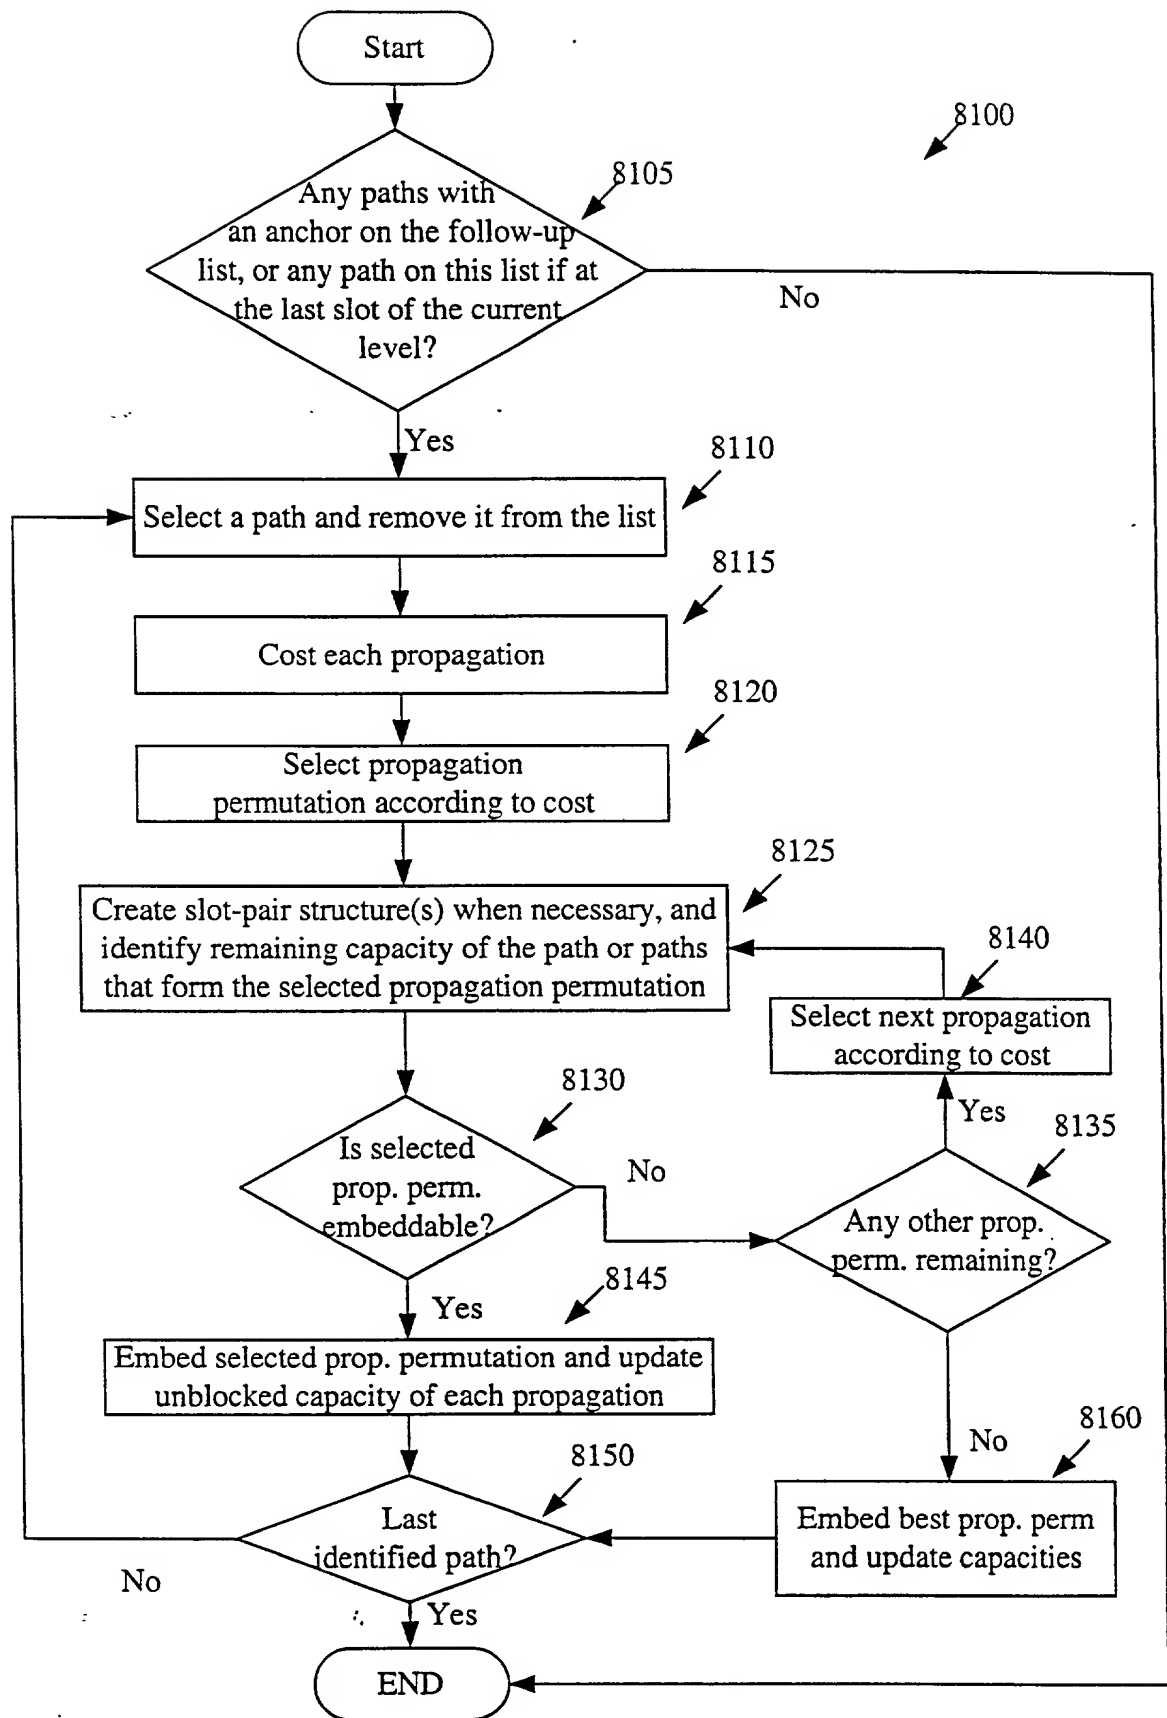 Start
8100
8105
Any paths with
an anchor on the follow-up
list, or any path on this list if at
the last slot of the current
level?
No
Yes
8110
Select a path and remove it from the list
8115
Cost each propagation
8120
Select propagation
permutation according to cost
8125
Create slot-pair structure(s) when necessary, and
identify remaining capacity of the path or paths
that form the selected propagation permutation
8140
Select next propagation
according to cost
8130
Is selected
prop. perm.
embeddable?
No
Yes
8135
Any other prop.
perm. remaining?
8145
Yes
Embed selected prop. permutation and update
unblocked capacity of each propagation
No
8160
Embed best prop. perm
and update capacities
8150
Last
identified path?
No
Yes
END